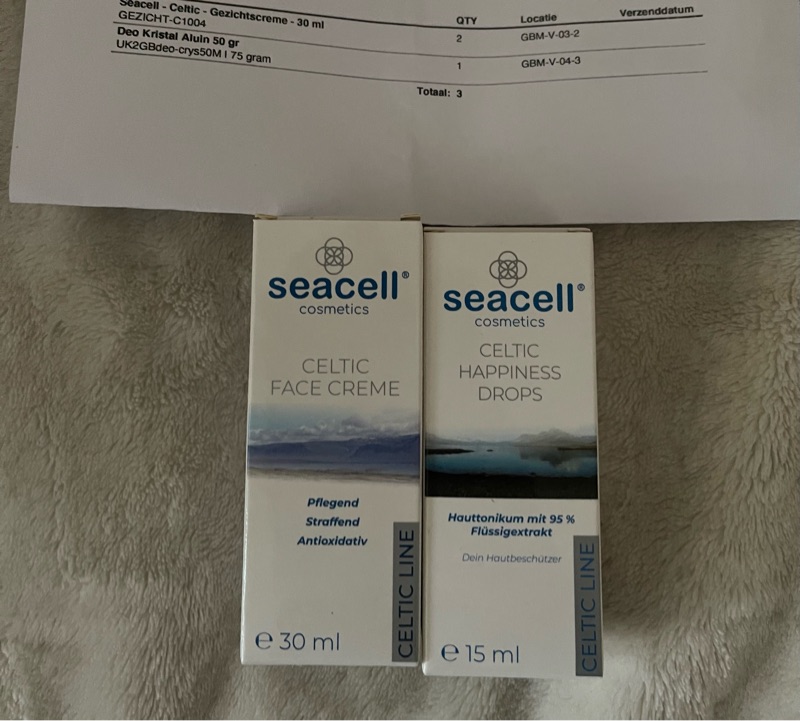 Seacell - Celtic - Gezichtscreme - 30 ml
GEZICHT-C1004
Deo Kristal Aluin 50 gr
UK2GBdeo-crys50M I 75 gram
QTY Locatie Verzenddatum
2 GBM-V-03-2
1 GBM-V-04-3
Totaal: 3
seacell®
cosmetics
CELTIC
FACE CREME
Pflegend
Straffend
Antioxidativ
CELTIC LINE
e 30 ml
seacell®
cosmetics
CELTIC
HAPPINESS
DROPS
Hauttonikum mit 95 %
Flüssigextrakt
Dein Hautbeschützer
CELTIC LINE
e 15 ml